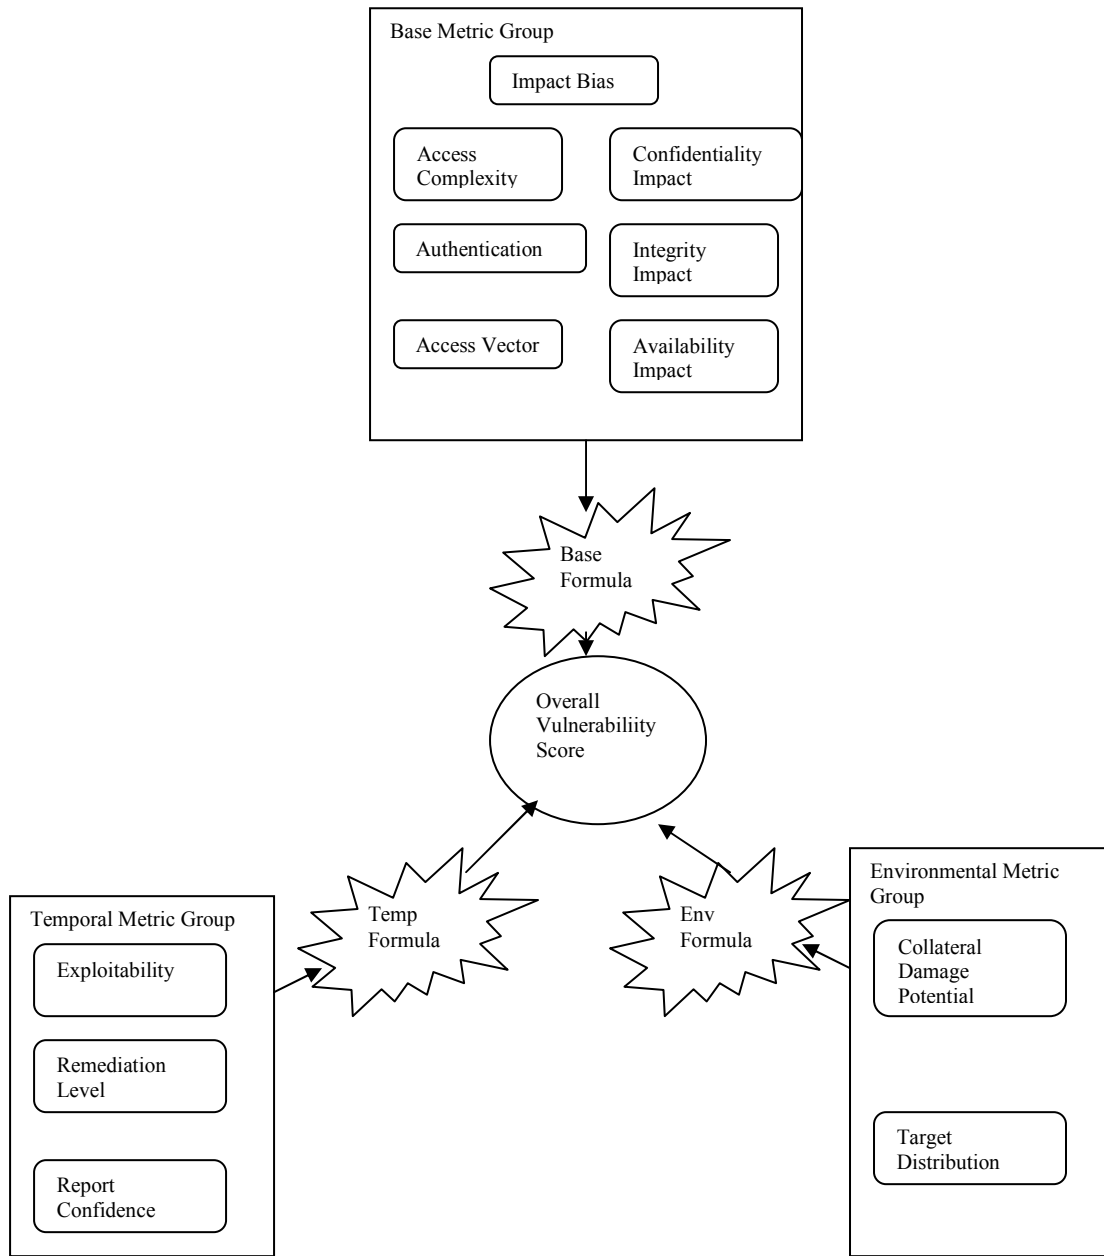 Base Metric Group
Impact Bias
Access
Complexity
Confidentiality
Impact
Authentication
Integrity
Impact
Access Vector
Availability
Impact
Base
Formula
Overall
Vulnerabiliity
Score
Temp
Formula
Env
Formula
Temporal Metric Group
Exploitability
Remediation
Level
Report
Confidence
Environmental Metric
Group
Collateral
Damage
Potential
Target
Distribution